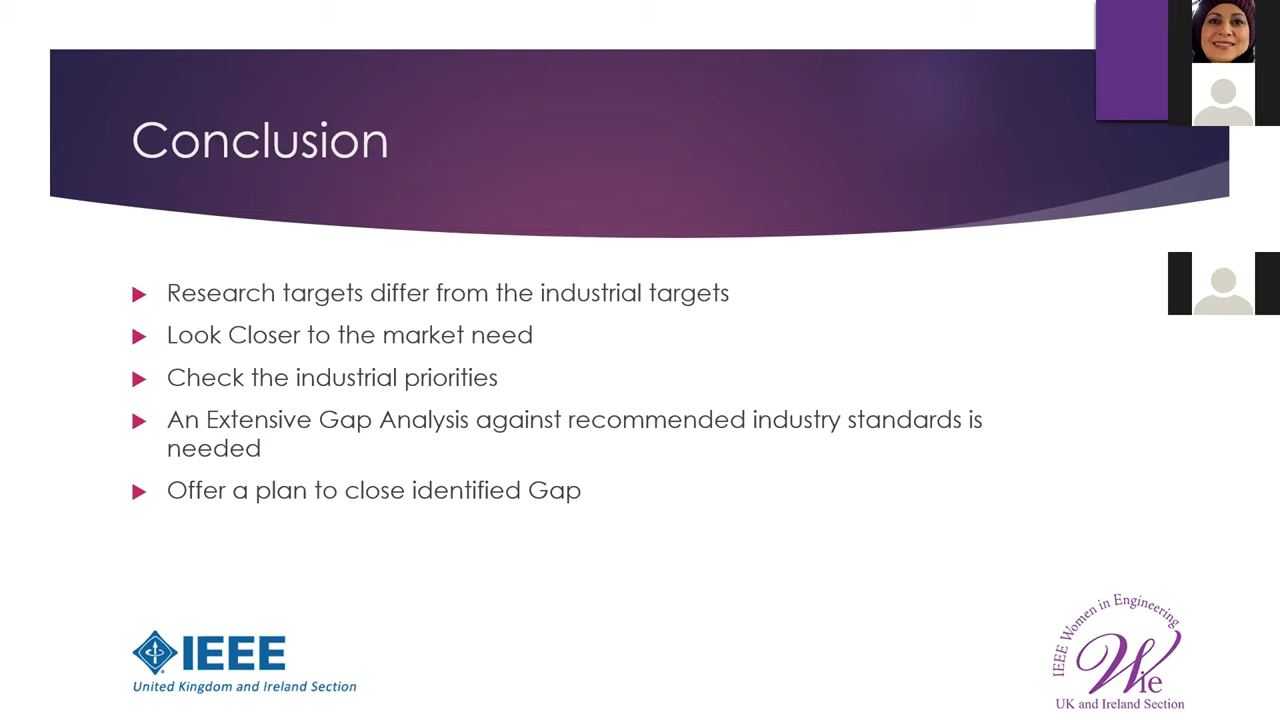 Conclusion
Research targets differ from the industrial targets
Look Closer to the market need
Check the industrial priorities
An Extensive Gap Analysis against recommended industry standards is
needed
Offer a plan to close identified Gap
IEEE
United Kingdom and Ireland Section
IEEE Women in Engineering
Wie
UK and Ireland Section